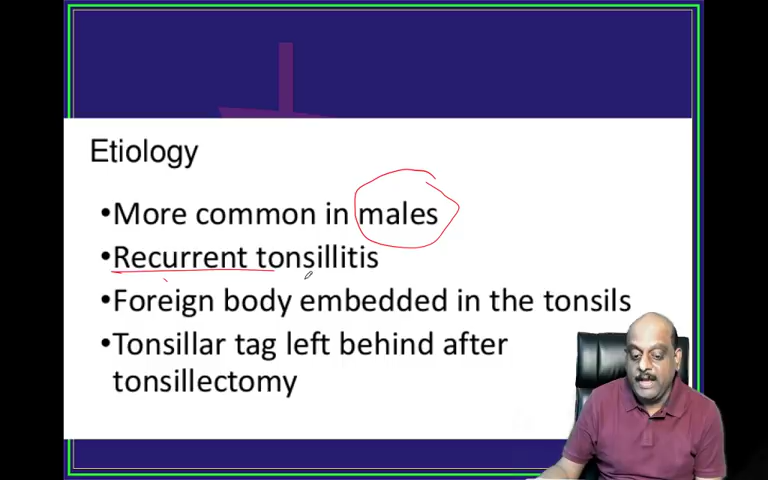 Etiology
•More common in males
•Recurrent tonsillitis
•Foreign body embedded in the tonsils
•Tonsillar tag left behind after
tonsillectomy